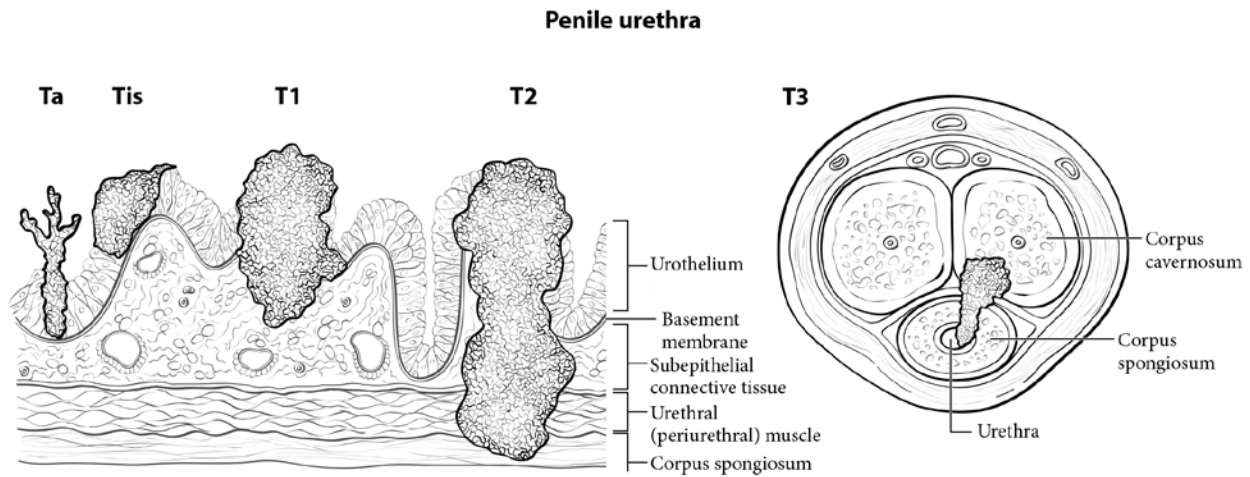 Penile urethra
Ta
Tis
T1
T2
T3
Urothelium
Basement
membrane
Subepithelial
connective tissue
Urethral
(periurethral) muscle
Corpus spongiosum
Corpus
cavernosum
Corpus
spongiosum
Urethra